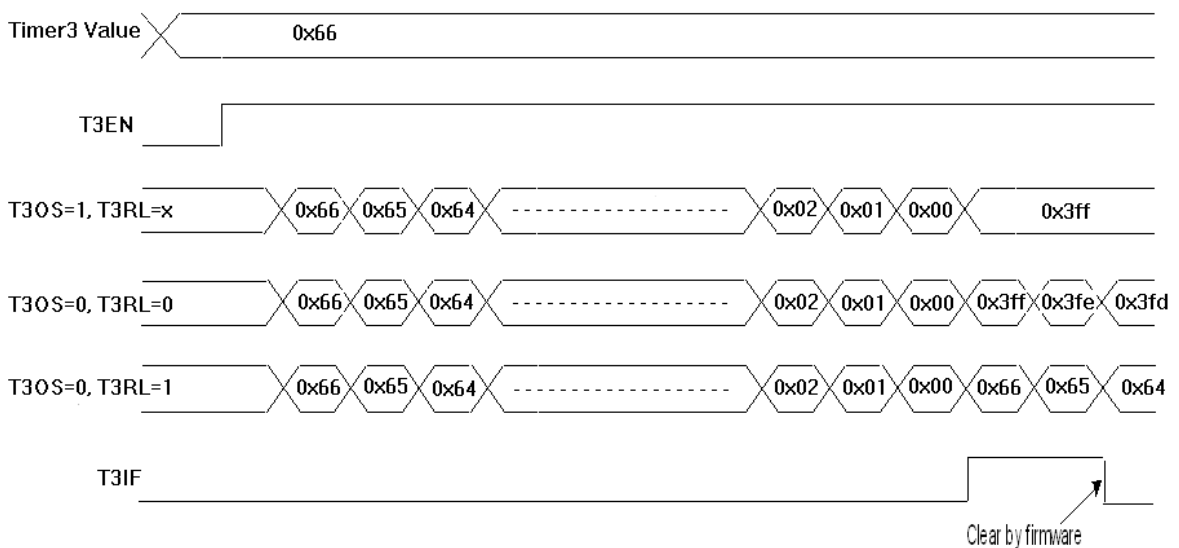 Timer3 Value 0x66
T3EN
T3OS=1, T3RL=x 0x66 0x65 0x64 0x02 0x01 0x00 0x3ff
T3OS=0, T3RL=0 0x66 0x65 0x64 0x02 0x01 0x00 0x3ff 0x3fe 0x3fd
T3OS=0, T3RL=1 0x66 0x65 0x64 0x02 0x01 0x00 0x66 0x65 0x64
T3IF
Clear by firmware